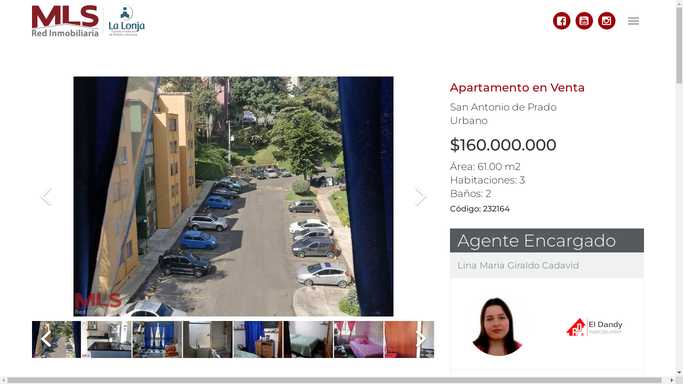 MLS
Red Inmobiliaria
La Lonja
Apartamento en Venta
San Antonio de Prado
Urbano
$160.000.000
Área: 61.00 m2
Habitaciones: 3
Baños: 2
Código: 232164
Agente Encargado
Lina Maria Giraldo Cadavid
El Dandy
MLS
Red